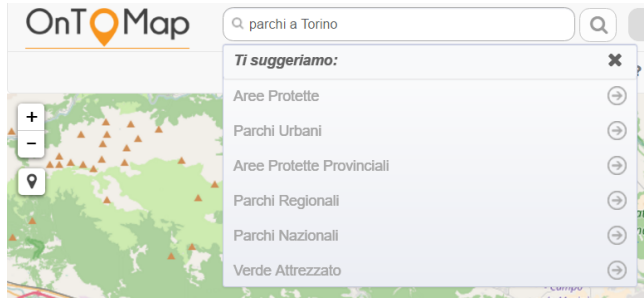 OnTOMap
parchi a Torino
Ti suggeriamo:
?
+
Aree Protette
−
Parchi Urbani
Aree Protette Provinciali
Parchi Regionali
Parchi Nazionali
Verde Attrezzato